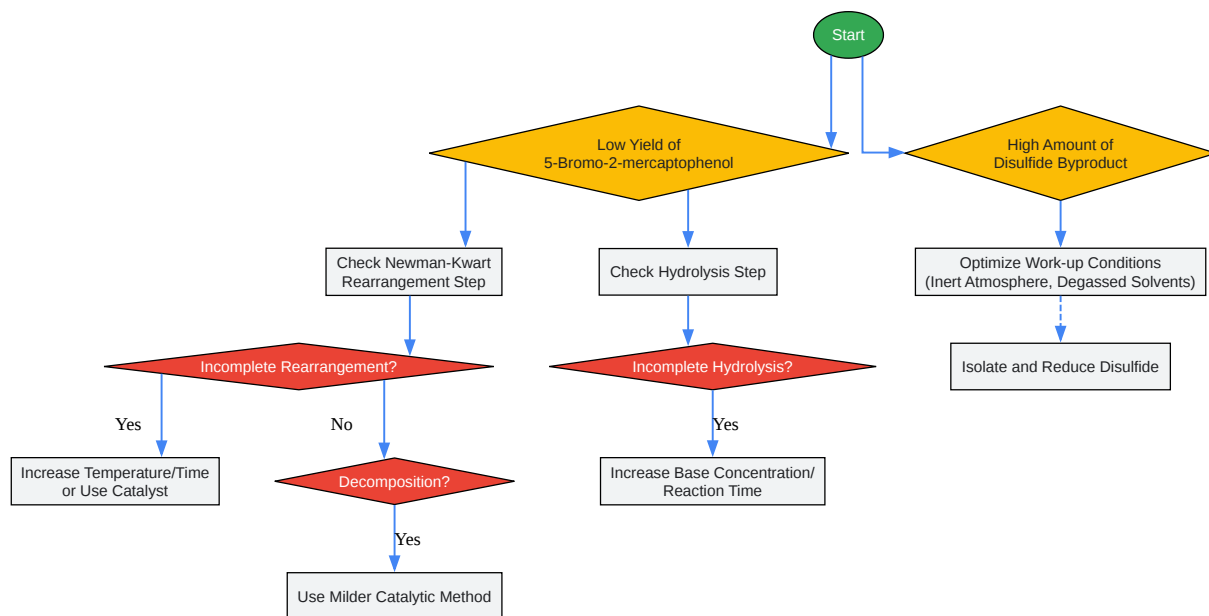 Start
Low Yield of
5-Bromo-2-mercaptophenol
High Amount of
Disulfide Byproduct
Check Newman-Kwart
Rearrangement Step
Check Hydrolysis Step
Optimize Work-up Conditions
(Inert Atmosphere, Degassed Solvents)
Incomplete Rearrangement?
Incomplete Hydrolysis?
Isolate and Reduce Disulfide
Yes
No
Yes
Increase Temperature/Time
or Use Catalyst
Decomposition?
Increase Base Concentration/
Reaction Time
Yes
Use Milder Catalytic Method